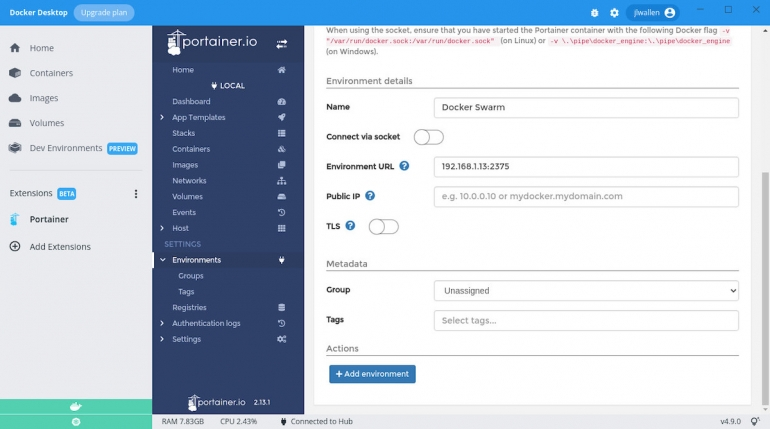 Docker Desktop
Upgrade plan
jlwallen
Home
Containers
Images
Volumes
Dev Environments PREVIEW
Extensions BETA
Portainer
Add Extensions
portainer.io
Home
LOCAL
Dashboard
App Templates
Stacks
Containers
Images
Networks
Volumes
Events
Host
SETTINGS
Environments
Groups
Tags
Registries
Authentication logs
Settings
portainer.io 2.13.1
When using the socket, ensure that you have started the Portainer container with the following Docker flag -v
"/var/run/docker.sock:/var/run/docker.sock" (on Linux) or -v \.\pipe\docker_engine:\.\pipe\docker_engine
(on Windows).
Environment details
Name Docker Swarm
Connect via socket
Environment URL ? 192.168.1.13:2375
Public IP ? e.g. 10.0.0.10 or mydocker.mydomain.com
TLS ?
Metadata
Group Unassigned
Tags Select tags...
Actions
+ Add environment
RAM 7.83GB CPU 2.43% Connected to Hub v4.9.0